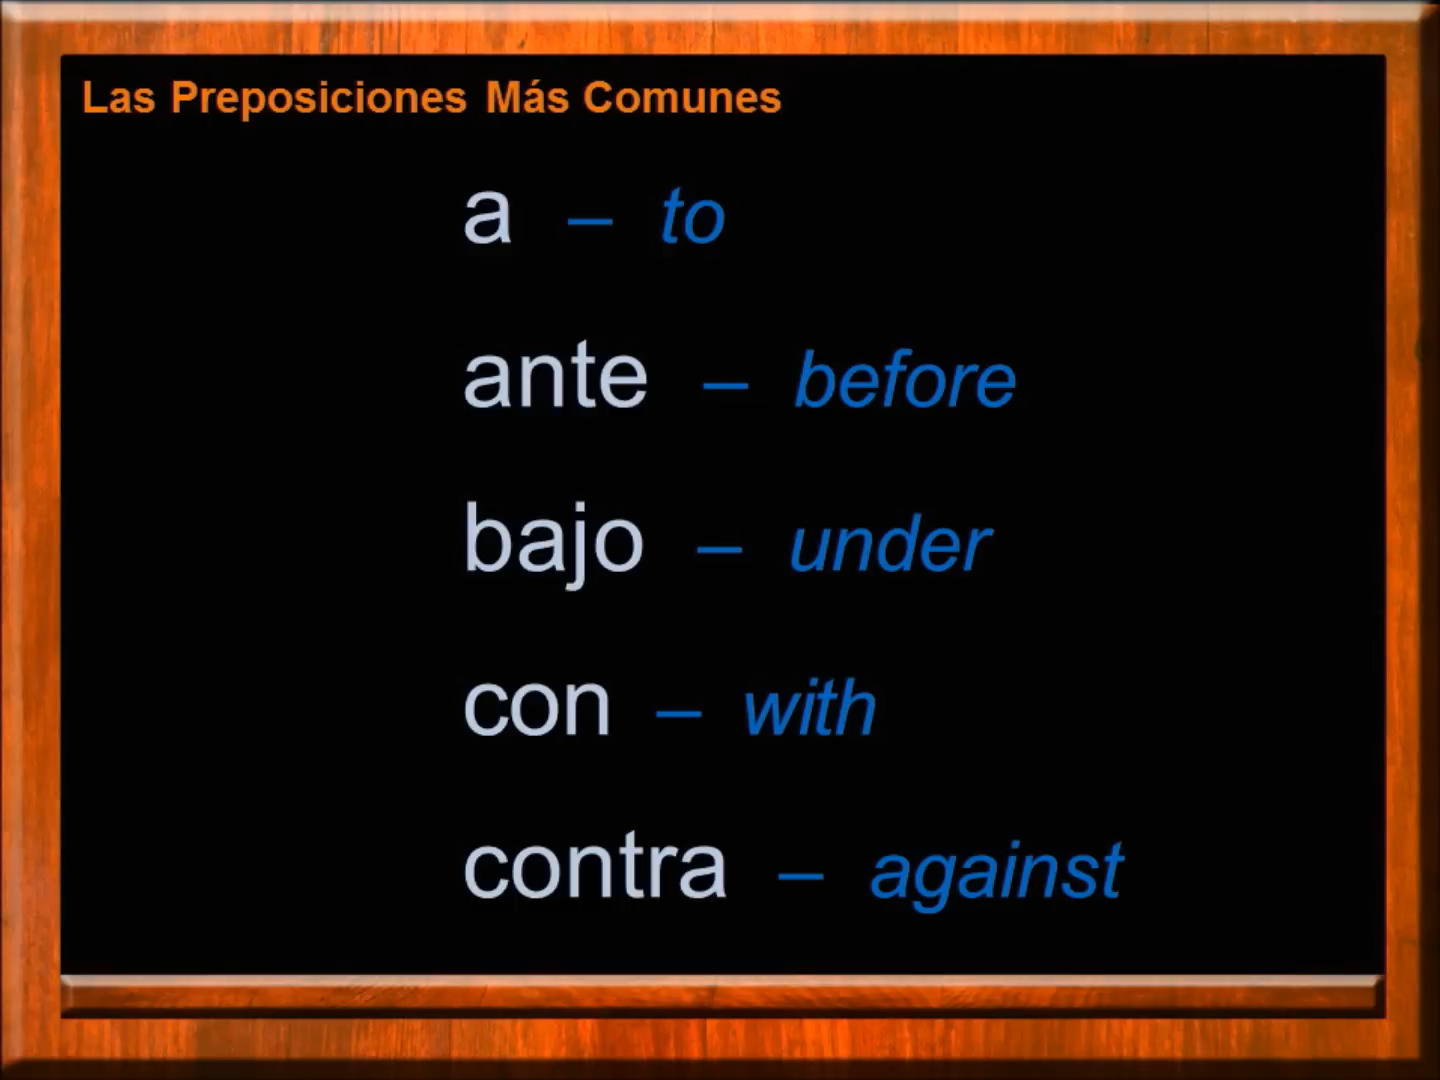 Las Preposiciones Más Comunes
a – to
ante – before
bajo – under
con – with
contra – against